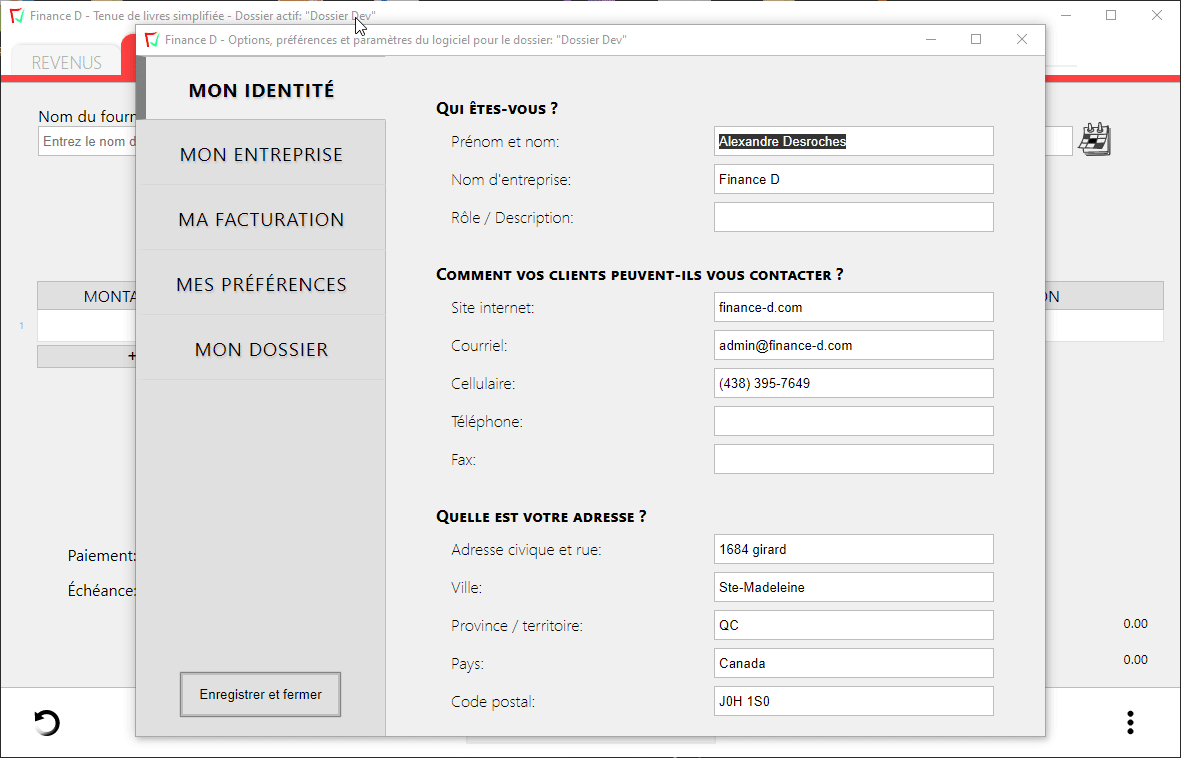 Finance D - Tenue de livres simplifiée - Dossier actif: "Dossier Dev"
Finance D - Options, préférences et paramètres du logiciel pour le dossier: "Dossier Dev"
REVENUS
Nom du fourn
Entrez le nom d
MONTA
ON
1
+
Paiement:
Échéance:
0.00
0.00
MON IDENTITÉ
MON ENTREPRISE
MA FACTURATION
MES PRÉFÉRENCES
MON DOSSIER
Enregistrer et fermer
Qui êtes-vous ?
Prénom et nom: Alexandre Desroches
Nom d'entreprise: Finance D
Rôle / Description:
Comment vos clients peuvent-ils vous contacter ?
Site internet: finance-d.com
Courriel: admin@finance-d.com
Cellulaire: (438) 395-7649
Téléphone:
Fax:
Quelle est votre adresse ?
Adresse civique et rue: 1684 girard
Ville: Ste-Madeleine
Province / territoire: QC
Pays: Canada
Code postal: J0H 1S0